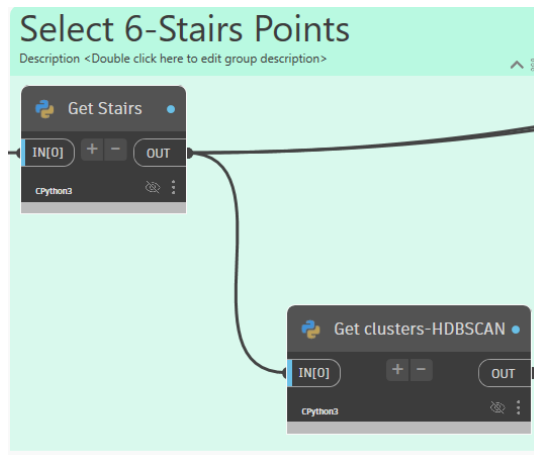 Select 6-Stairs Points
Description <Double click here to edit group description>
Get Stairs
IN[0] + - OUT
CPython3
Get clusters-HDBSCAN
IN[0] + - OUT
CPython3